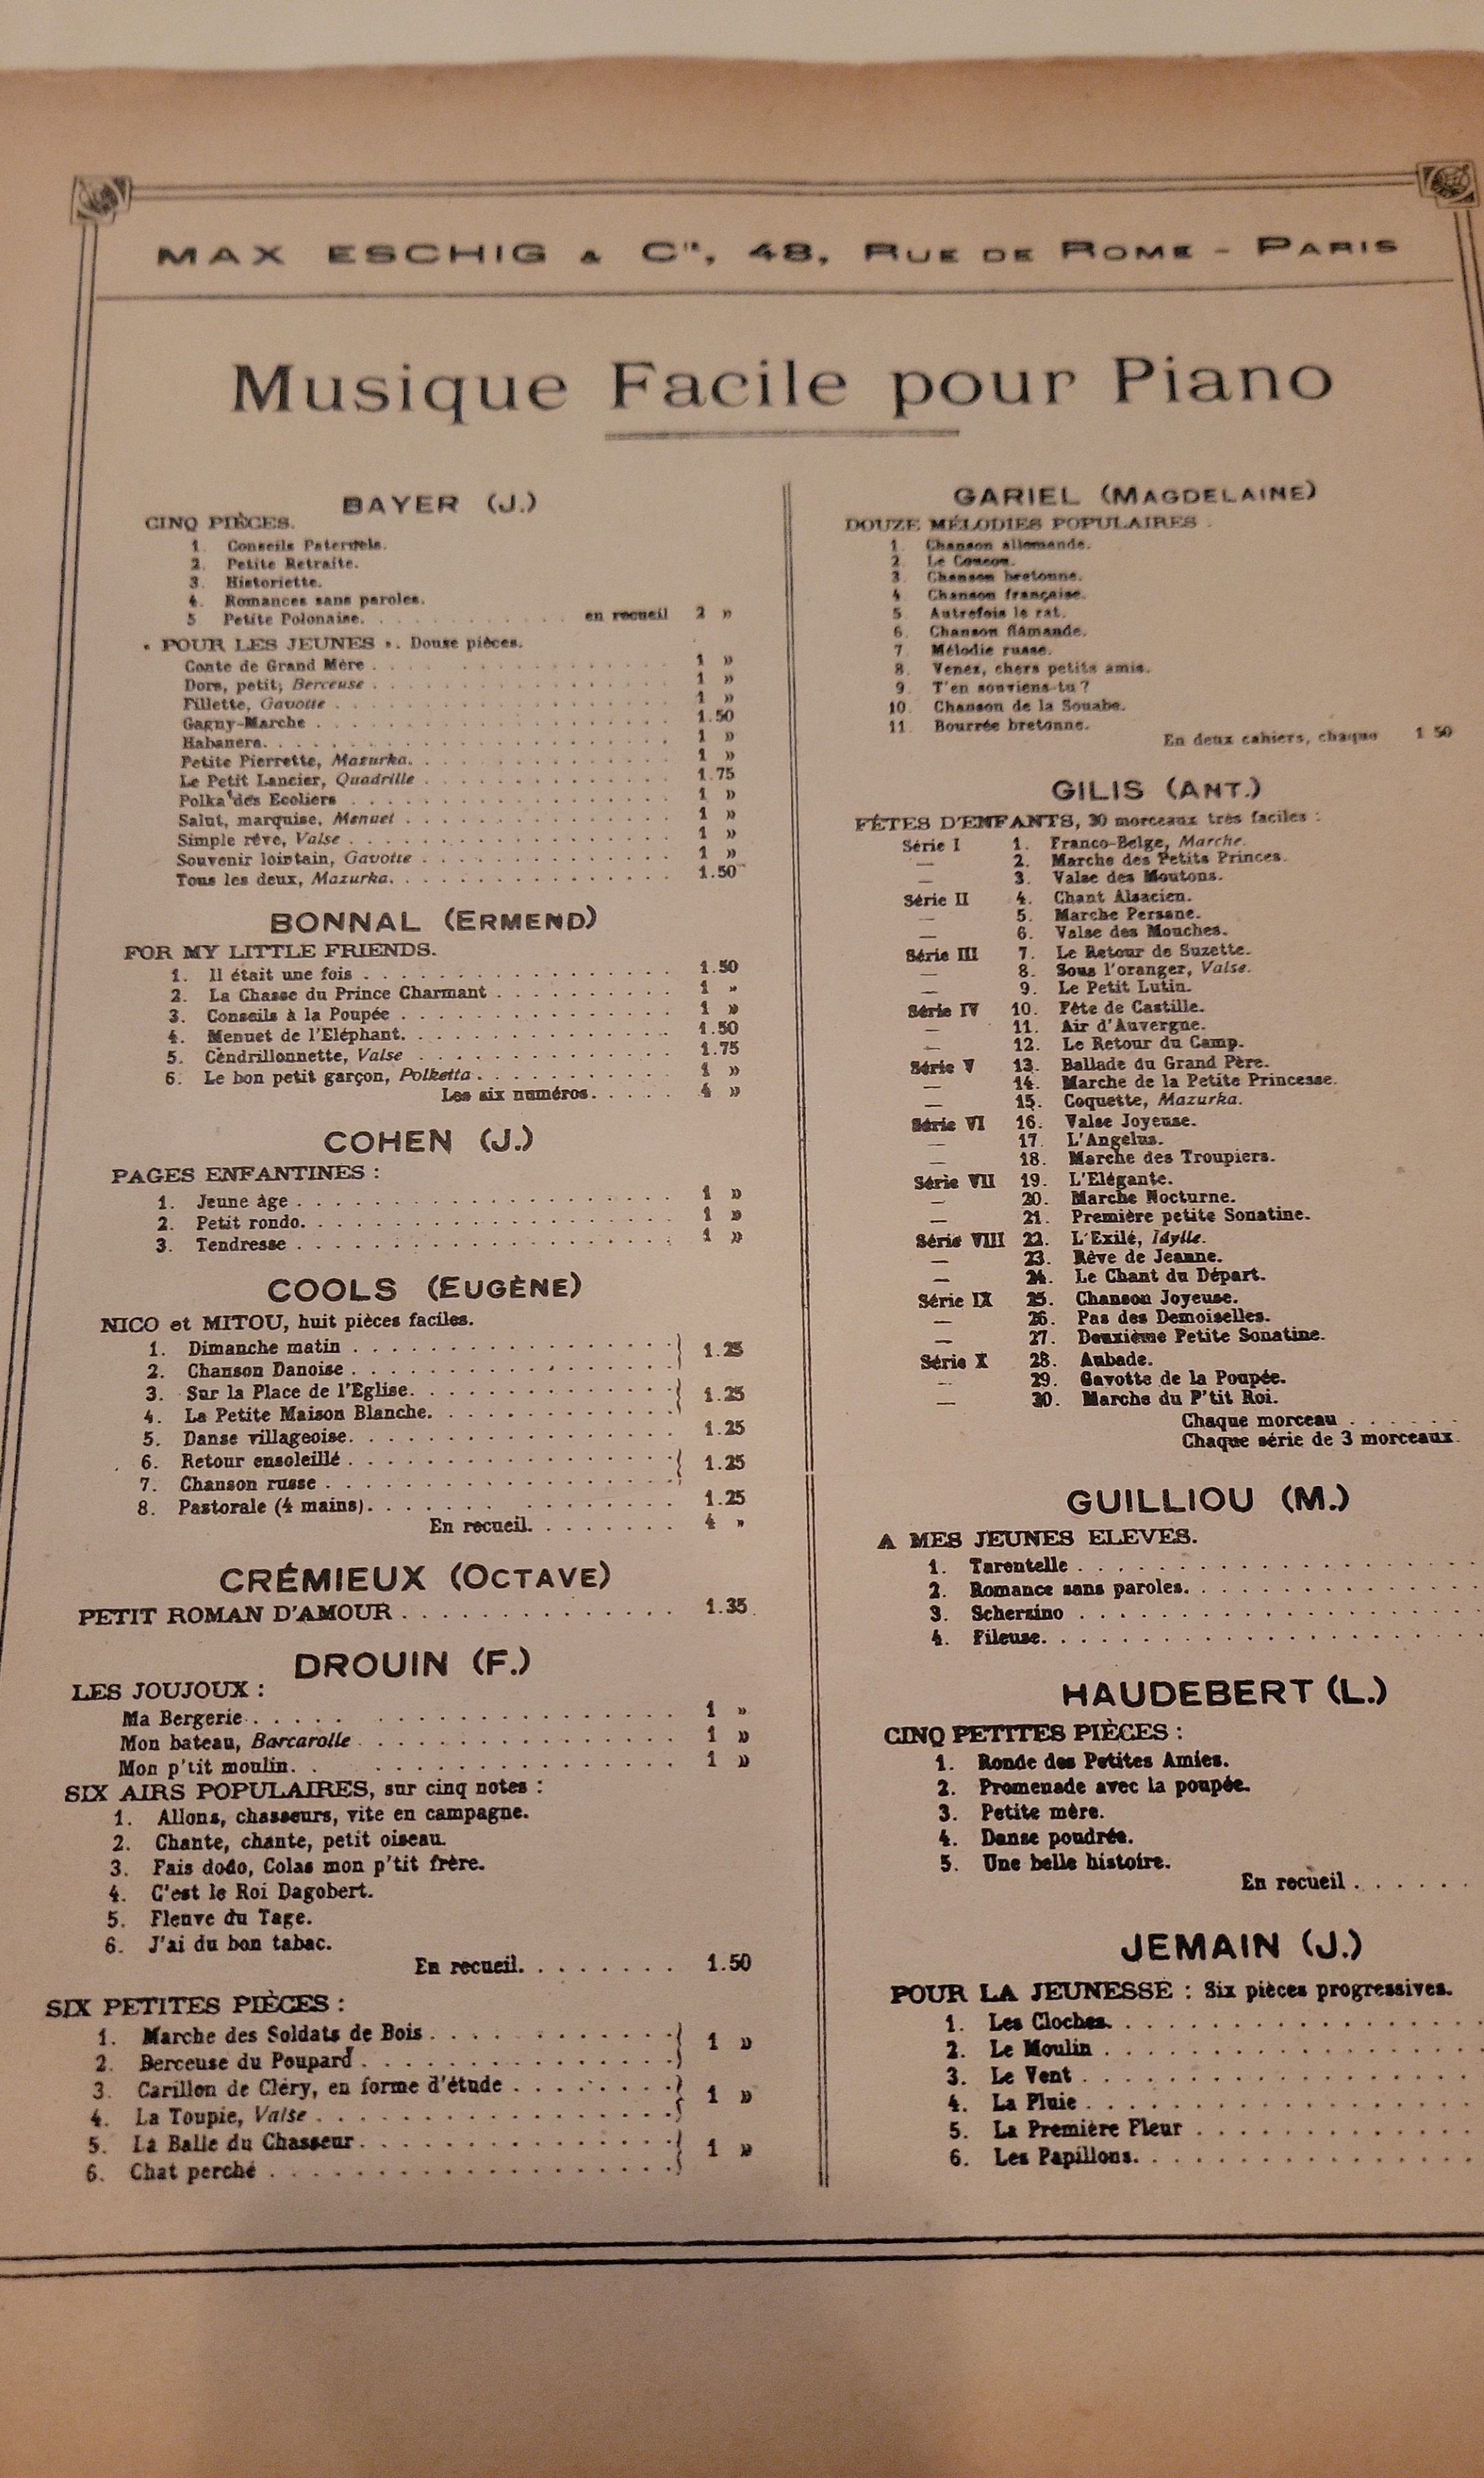 MAX ESCHIG & Cie, 48, RUE DE ROME - PARIS
Musique Facile pour Piano
BAYER (J.)
CINQ PIÈCES.
1. Conseils Paternels.
2. Petite Retraite.
3. Historiette.
4. Romances sans paroles.
5 Petite Polonaise. . . . . . . . . . . . en recueil 2 »
« POUR LES JEUNES ». Douze pièces.
Conte de Grand Mère . . . . . . . . . . . . 1 »
Dors, petit; Berceuse . . . . . . . . . . . . 1 »
Fillette, Gavotte . . . . . . . . . . . . 1 »
Gagny-Marche . . . . . . . . . . . . 1.50
Habanera. . . . . . . . . . . . . 1 »
Petite Pierrette, Mazurka. . . . . . . . . . . . 1 »
Le Petit Lancier, Quadrille . . . . . . . . . . . . 1.75
Polka des Ecoliers . . . . . . . . . . . . 1 »
Salut, marquise, Menuet . . . . . . . . . . . . 1 »
Simple rêve, Valse . . . . . . . . . . . . 1 »
Souvenir lointain, Gavotte . . . . . . . . . . . . 1 »
Tous les deux, Mazurka. . . . . . . . . . . . 1.50
BONNAL (ERMEND)
FOR MY LITTLE FRIENDS.
1. Il était une fois . . . . . . . . . . . . 1.50
2. La Chasse du Prince Charmant . . . . . . . . . 1 »
3. Conseils à la Poupée . . . . . . . . . . . . 1 »
4. Menuet de l'Eléphant. . . . . . . . . . . . 1.50
5. Cendrillonnette, Valse . . . . . . . . . . . . 1.75
6. Le bon petit garçon, Polketta . . . . . . . . . . 1 »
Les six numéros. . . . . 4 »
COHEN (J.)
PAGES ENFANTINES :
1. Jeune âge . . . . . . . . . . . . 1 »
2. Petit rondo. . . . . . . . . . . . 1 »
3. Tendresse . . . . . . . . . . . . 1 »
COOLS (EUGÈNE)
NICO et MITOU, huit pièces faciles.
1. Dimanche matin . . . . . . . . . . . . } 1.25
2. Chanson Danoise . . . . . . . . . . . .
3. Sur la Place de l'Eglise. . . . . . . . . . . . { 1.25
4. La Petite Maison Blanche. . . . . . . . . . . .
5. Danse villageoise. . . . . . . . . . . . 1.25
6. Retour ensoleillé . . . . . . . . . . . . { 1.25
7. Chanson russe . . . . . . . . . . . .
8. Pastorale (4 mains). . . . . . . . . . . . 1.25
En recueil. . . . . . . . 4 »
CRÉMIEUX (OCTAVE)
PETIT ROMAN D'AMOUR . . . . . . . . . . . . 1.35
DROUIN (F.)
LES JOUJOUX :
Ma Bergerie . . . . . . . . . . . . 1 »
Mon bateau, Barcarolle . . . . . . . . . . . . 1 »
Mon p'tit moulin. . . . . . . . . . . . 1 »
SIX AIRS POPULAIRES, sur cinq notes :
1. Allons, chasseurs, vite en campagne.
2. Chante, chante, petit oiseau.
3. Fais dodo, Colas mon p'tit frère.
4. C'est le Roi Dagobert.
5. Fleuve du Tage.
6. J'ai du bon tabac.
En recueil. . . . . . . . 1.50
SIX PETITES PIÈCES :
1. Marche des Soldats de Bois . . . . . . . . . . . } 1 »
2. Berceuse du Poupard . . . . . . . . . . . .
3. Carillon de Cléry, en forme d'étude . . . . . . . } 1 »
4. La Toupie, Valse . . . . . . . . . . . .
5. La Balle du Chasseur. . . . . . . . . . . . { 1 »
6. Chat perché . . . . . . . . . . . .
GARIEL (MAGDELAINE)
DOUZE MÉLODIES POPULAIRES .
1. Chanson allemande.
2. Le Coucou.
3. Chanson bretonne.
4 Chanson française.
5. Autrefois le rat.
6. Chanson flamande.
7. Mélodie russe.
8. Venez, chers petits amis.
9. T'en souviens-tu ?
10. Chanson de la Souabe.
11. Bourrée bretonne.
En deux cahiers, chaque 1 50
GILIS (ANT.)
FÊTES D'ENFANTS, 30 morceaux très faciles :
Série I 1. Franco-Belge, Marche.
— 2. Marche des Petits Princes.
— 3. Valse des Moutons.
Série II 4. Chant Alsacien.
— 5. Marche Persane.
— 6. Valse des Mouches.
Série III 7. Le Retour de Suzette.
— 8. Sous l'oranger, Valse.
— 9. Le Petit Lutin.
Série IV 10. Fête de Castille.
— 11. Air d'Auvergne.
— 12. Le Retour du Camp.
Série V 13. Ballade du Grand Père.
— 14. Marche de la Petite Princesse.
— 15. Coquette, Mazurka.
Série VI 16. Valse Joyeuse.
— 17. L'Angelus.
— 18. Marche des Troupiers.
Série VII 19. L'Elégante.
— 20. Marche Nocturne.
— 21. Première petite Sonatine.
Série VIII 22. L'Exilé, Idylle.
— 23. Rêve de Jeanne.
— 24. Le Chant du Départ.
Série IX 25. Chanson Joyeuse.
— 26. Pas des Demoiselles.
— 27. Deuxième Petite Sonatine.
Série X 28. Aubade.
— 29. Gavotte de la Poupée.
— 30. Marche du P'tit Roi.
Chaque morceau . . . . .
Chaque série de 3 morceaux.
GUILLIOU (M.)
A MES JEUNES ELEVES.
1. Tarentelle . . . . . . . . . . . .
2. Romance sans paroles. . . . . . . . . . . .
3. Scherzino . . . . . . . . . . . .
4. Fileuse. . . . . . . . . . . .
HAUDEBERT (L.)
CINQ PETITES PIÈCES :
1. Ronde des Petites Amies.
2. Promenade avec la poupée.
3. Petite mère.
4. Danse poudrée.
5. Une belle histoire.
En recueil . . . . . .
JEMAIN (J.)
POUR LA JEUNESSE : Six pièces progressives.
1. Les Cloches. . . . . . . . . . . .
2. Le Moulin . . . . . . . . . . . .
3. Le Vent . . . . . . . . . . . .
4. La Pluie . . . . . . . . . . . .
5. La Première Fleur . . . . . . . . . . . .
6. Les Papillons. . . . . . . . . . . .